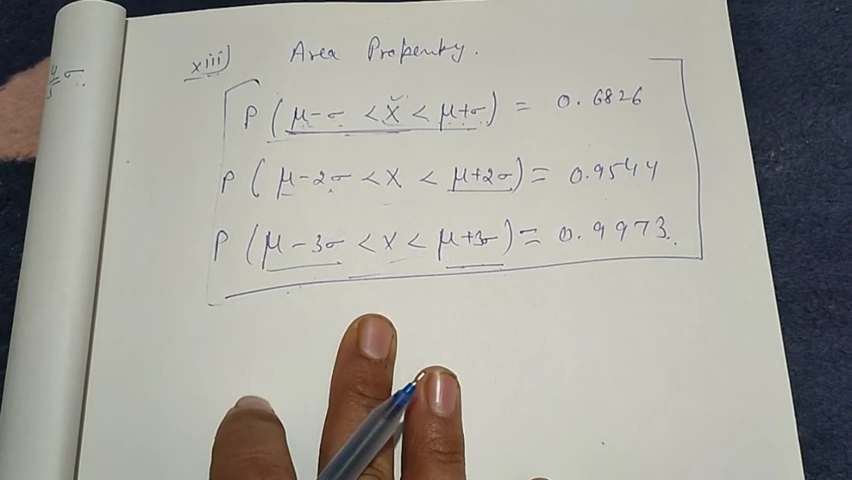 xiii) Area Property.
P ( μ-σ < X < μ+σ ) = 0.6826
P ( μ-2σ < X < μ+2σ ) = 0.9544
P ( μ-3σ < X < μ+3σ ) = 0.9973.